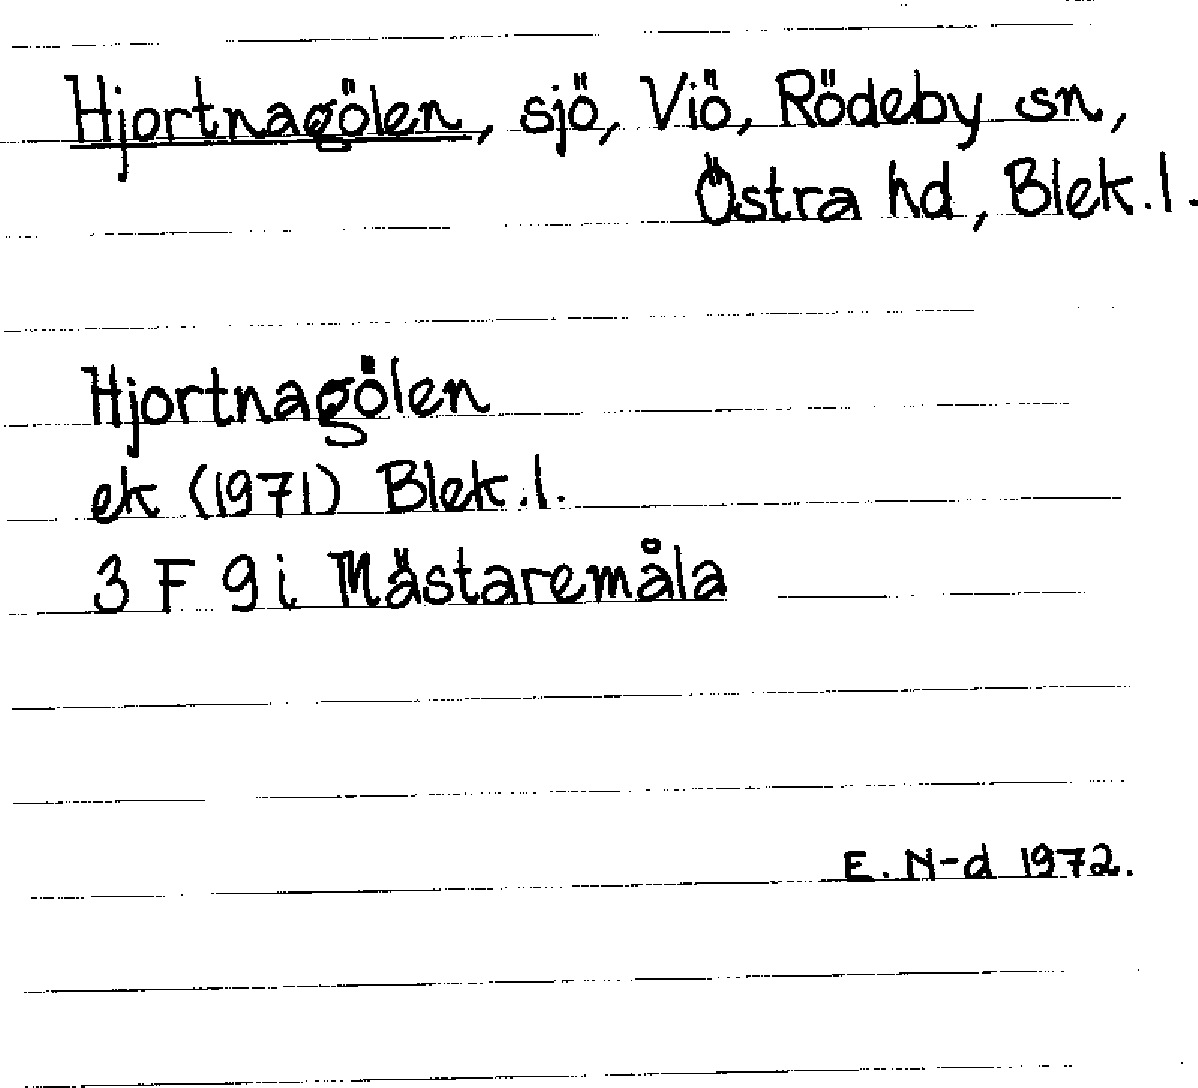 Hjortnagölen, sjö, Viö, Rödeby sn,
Östra hd, Blek.l.
Hjortnagölen
ek (1971) Blek.l.
3 F 9 i Mästaremåla
E. N-d 1972.